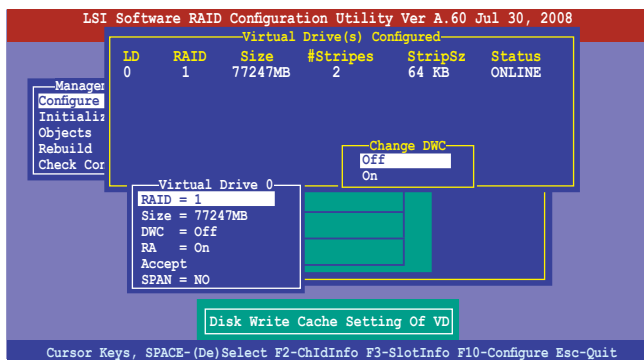 LSI Software RAID Configuration Utility Ver A.60 Jul 30, 2008
Virtual Drive(s) Configured
LD RAID Size #Stripes StripSz Status
0 1 77247MB 2 64 KB ONLINE
Manage
Configure
Initializ
Objects
Rebuild
Check Con
Change DWC
Off
On
Virtual Drive 0
RAID = 1
Size = 77247MB
DWC = Off
RA = On
Accept
SPAN = NO
Disk Write Cache Setting Of VD
Cursor Keys, SPACE-(De)Select F2-ChIdInfo F3-SlotInfo F10-Configure Esc-Quit